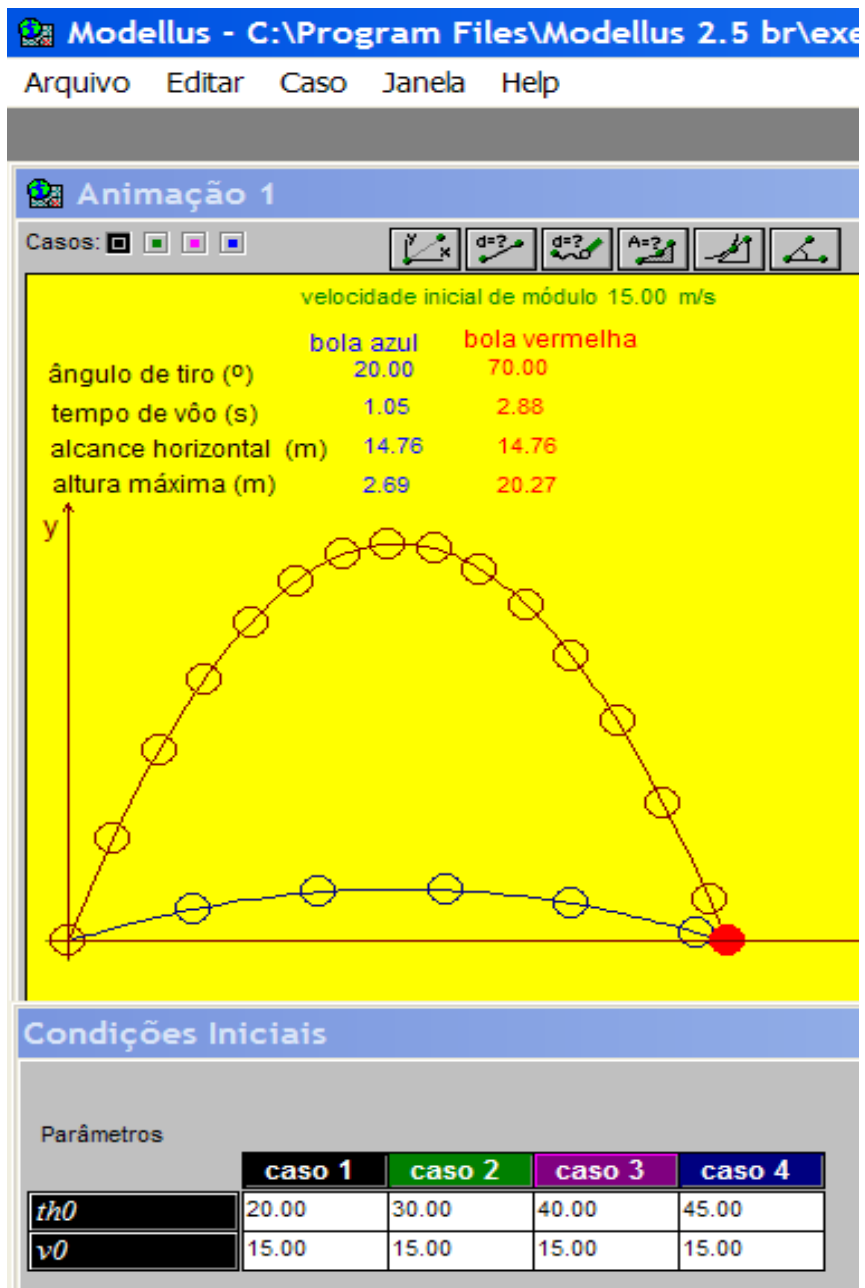 Modellus - C:\Program Files\Modellus 2.5 br\exe
Arquivo Editar Caso Janela Help
Animação 1
Casos:
y x d=? d=? A=?
velocidade inicial de módulo 15.00 m/s
bola azul bola vermelha
ângulo de tiro (º) 20.00 70.00
tempo de vôo (s) 1.05 2.88
alcance horizontal (m) 14.76 14.76
altura máxima (m) 2.69 20.27
y
Condições Iniciais
Parâmetros
caso 1 caso 2 caso 3 caso 4
th0 20.00 30.00 40.00 45.00
v0 15.00 15.00 15.00 15.00